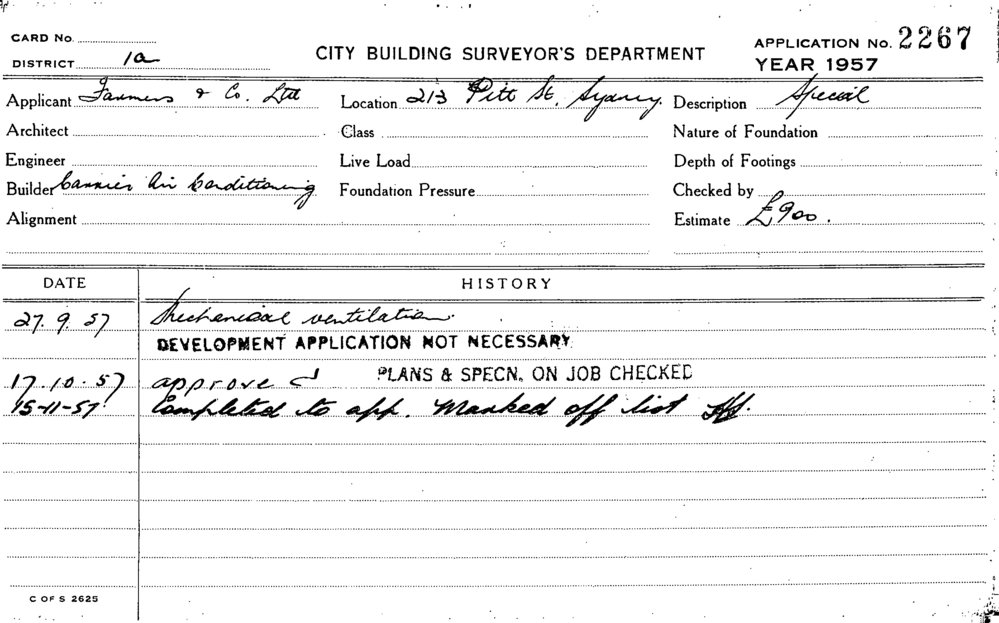 CARD No.
DISTRICT 1a
CITY BUILDING SURVEYOR'S DEPARTMENT
APPLICATION No. 2267
YEAR 1957
Applicant Farmers & Co. Ltd Location 213 Pitt St. Sydney. Description Special
Architect Class Nature of Foundation
Engineer Live Load Depth of Footings
Builder Carrier Air Conditioning Foundation Pressure Checked by
Alignment Estimate £900.
DATE HISTORY
27. 9. 57 Mechanical ventilation.
DEVELOPMENT APPLICATION NOT NECESSARY
17. 10. 57 approved PLANS & SPECN. ON JOB CHECKED
15-11-57 Completed to app. Marked off list
C OF S 2625